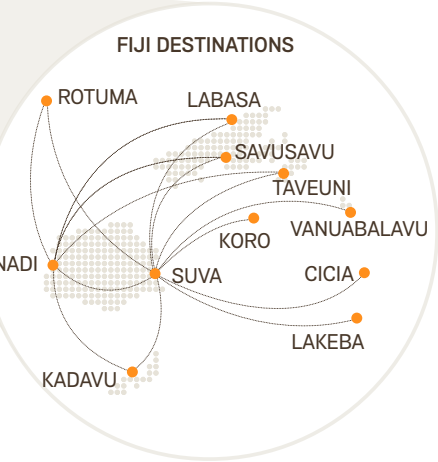 FIJI DESTINATIONS
ROTUMA
LABASA
SAVUSAVU
TAVEUNI
VANUABALAVU
KORO
NADI
SUVA
CICIA
LAKEBA
KADAVU